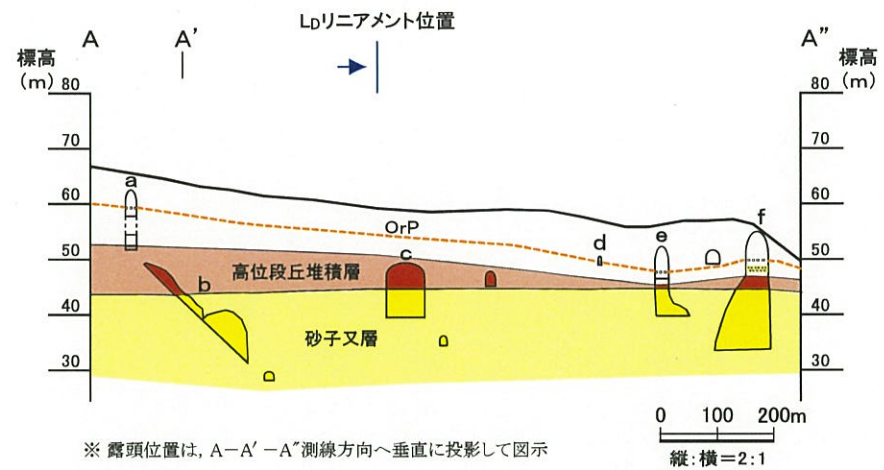 LDリニアメント位置
A
A'
A”
標高
(m)
標高
(m)
80
70
60
50
40
30
80
70
60
50
40
30
a
b
c
d
e
f
OrP
高位段丘堆積層
砂子又層
0 100 200m
縦:横=2:1
※ 露頭位置は, A-A'-A”測線方向へ垂直に投影して図示